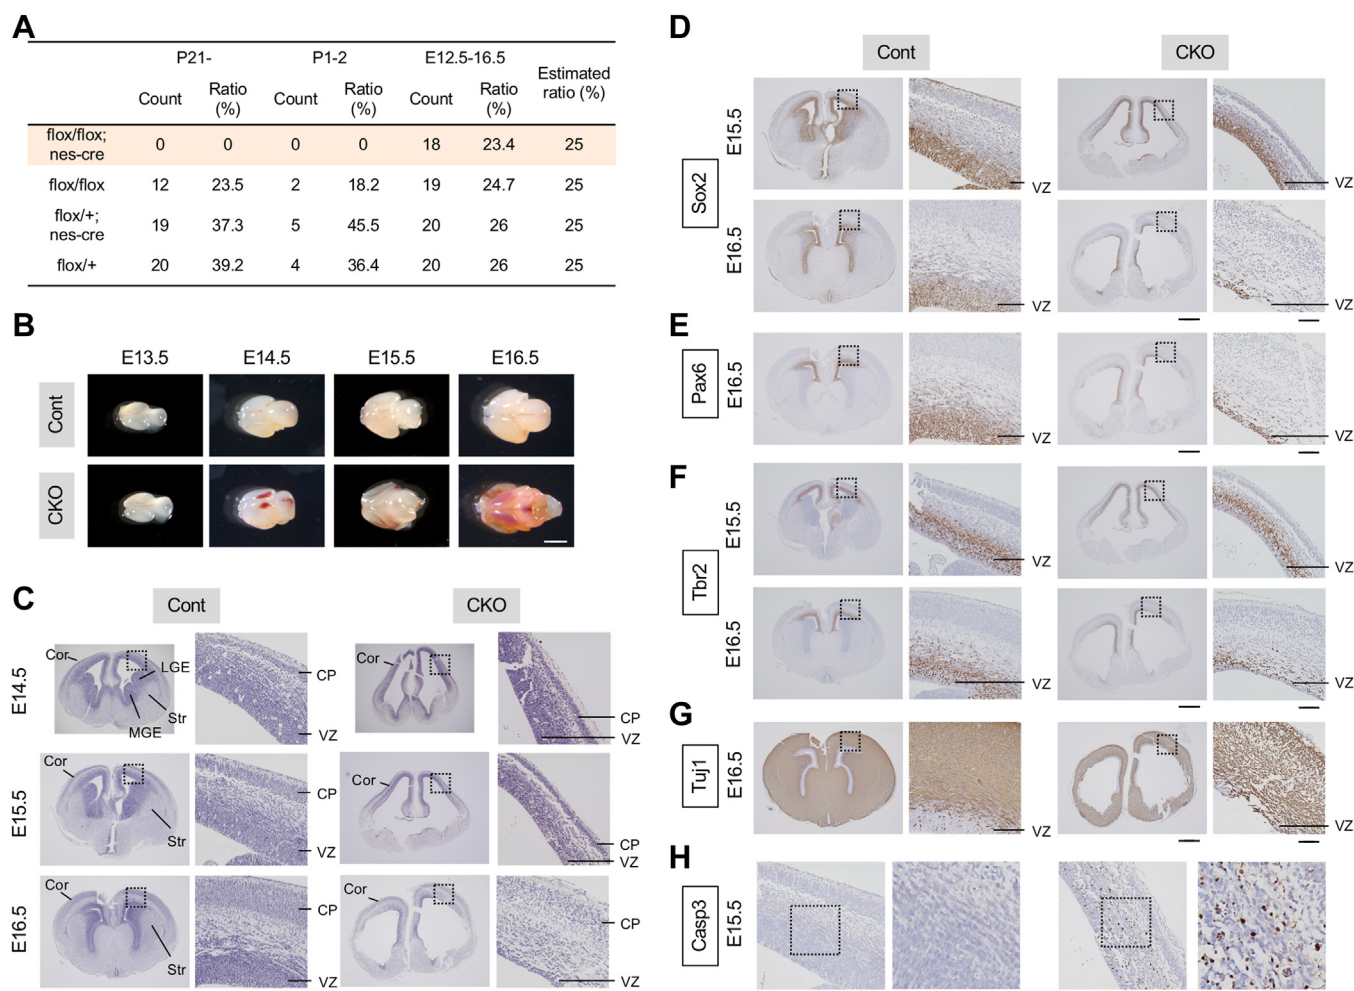 A
P21-
P1-2
E12.5-16.5
Estimated ratio (%)
Count
Ratio (%)
Count
Ratio (%)
Count
Ratio (%)
flox/flox; nes-cre
0
0
0
0
18
23.4
25
flox/flox
12
23.5
2
18.2
19
24.7
25
flox/+; nes-cre
19
37.3
5
45.5
20
26
25
flox/+
20
39.2
4
36.4
20
26
25
B
E13.5
E14.5
E15.5
E16.5
Cont
CKO
C
Cont
CKO
E14.5
Cor
LGE
Str
MGE
CP
VZ
Cor
CP
VZ
E15.5
Cor
Str
CP
VZ
Cor
CP
VZ
E16.5
Cor
Str
CP
VZ
Cor
CP
VZ
D
Cont
CKO
Sox2
E15.5
VZ
VZ
E16.5
VZ
VZ
E
Pax6
E16.5
VZ
VZ
F
Tbr2
E15.5
VZ
VZ
E16.5
VZ
VZ
G
Tuj1
E16.5
VZ
VZ
H
Casp3
E15.5